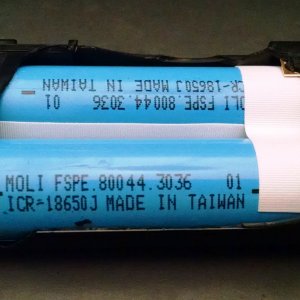 OLI FSPE.80044.3036 01
CR-18650J MADE IN TAIWAN
MOLI FSPE.80044.3036 01
ICR-18650J MADE IN TAIWAN